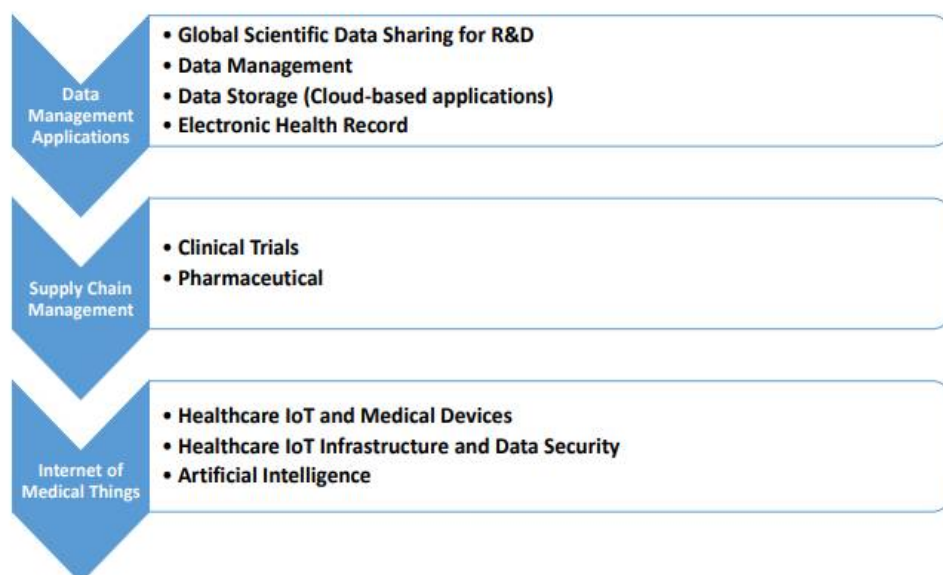 Data
Management
Applications
• Global Scientific Data Sharing for R&D
• Data Management
• Data Storage (Cloud-based applications)
• Electronic Health Record
Supply Chain
Management
• Clinical Trials
• Pharmaceutical
Internet of
Medical Things
• Healthcare IoT and Medical Devices
• Healthcare IoT Infrastructure and Data Security
• Artificial Intelligence